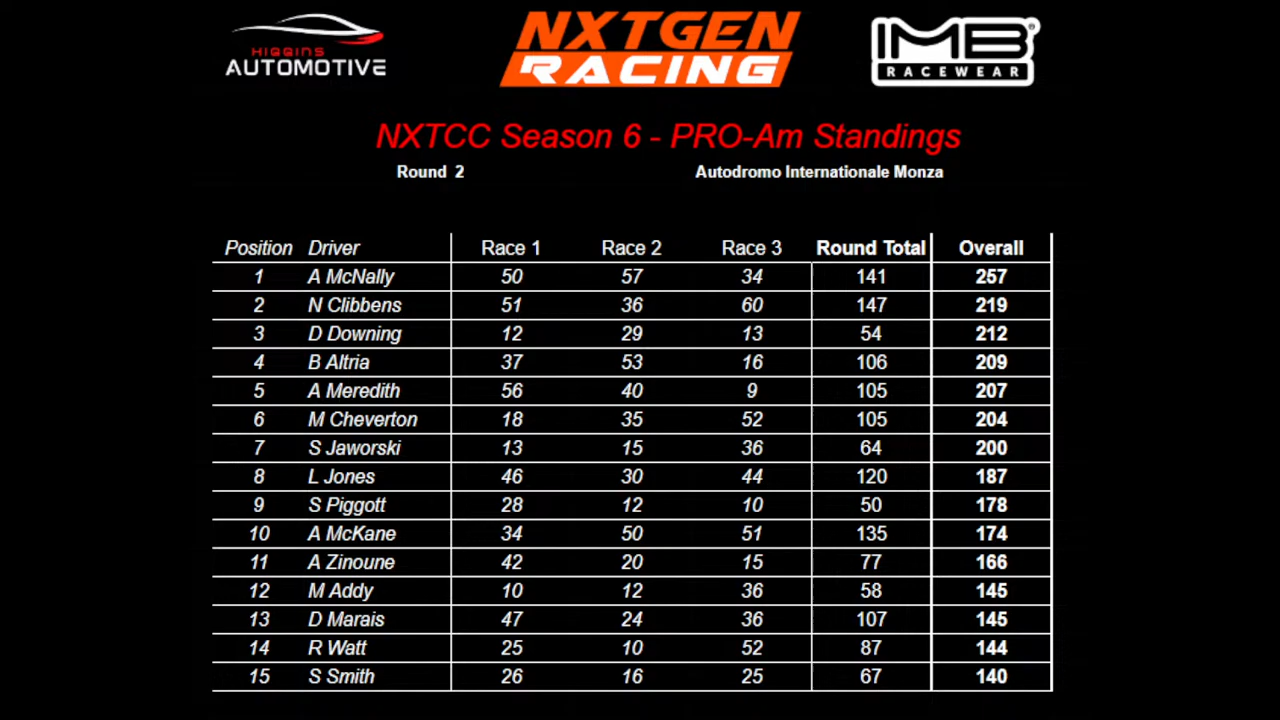 HIGGINS
AUTOMOTIVE
NXTGEN
RACING
IMB®
RACEWEAR
NXTCC Season 6 - PRO-Am Standings
Round 2 Autodromo Internationale Monza
Position Driver Race 1 Race 2 Race 3 Round Total Overall
1 A McNally 50 57 34 141 257
2 N Clibbens 51 36 60 147 219
3 D Downing 12 29 13 54 212
4 B Altria 37 53 16 106 209
5 A Meredith 56 40 9 105 207
6 M Cheverton 18 35 52 105 204
7 S Jaworski 13 15 36 64 200
8 L Jones 46 30 44 120 187
9 S Piggott 28 12 10 50 178
10 A McKane 34 50 51 135 174
11 A Zinoune 42 20 15 77 166
12 M Addy 10 12 36 58 145
13 D Marais 47 24 36 107 145
14 R Watt 25 10 52 87 144
15 S Smith 26 16 25 67 140